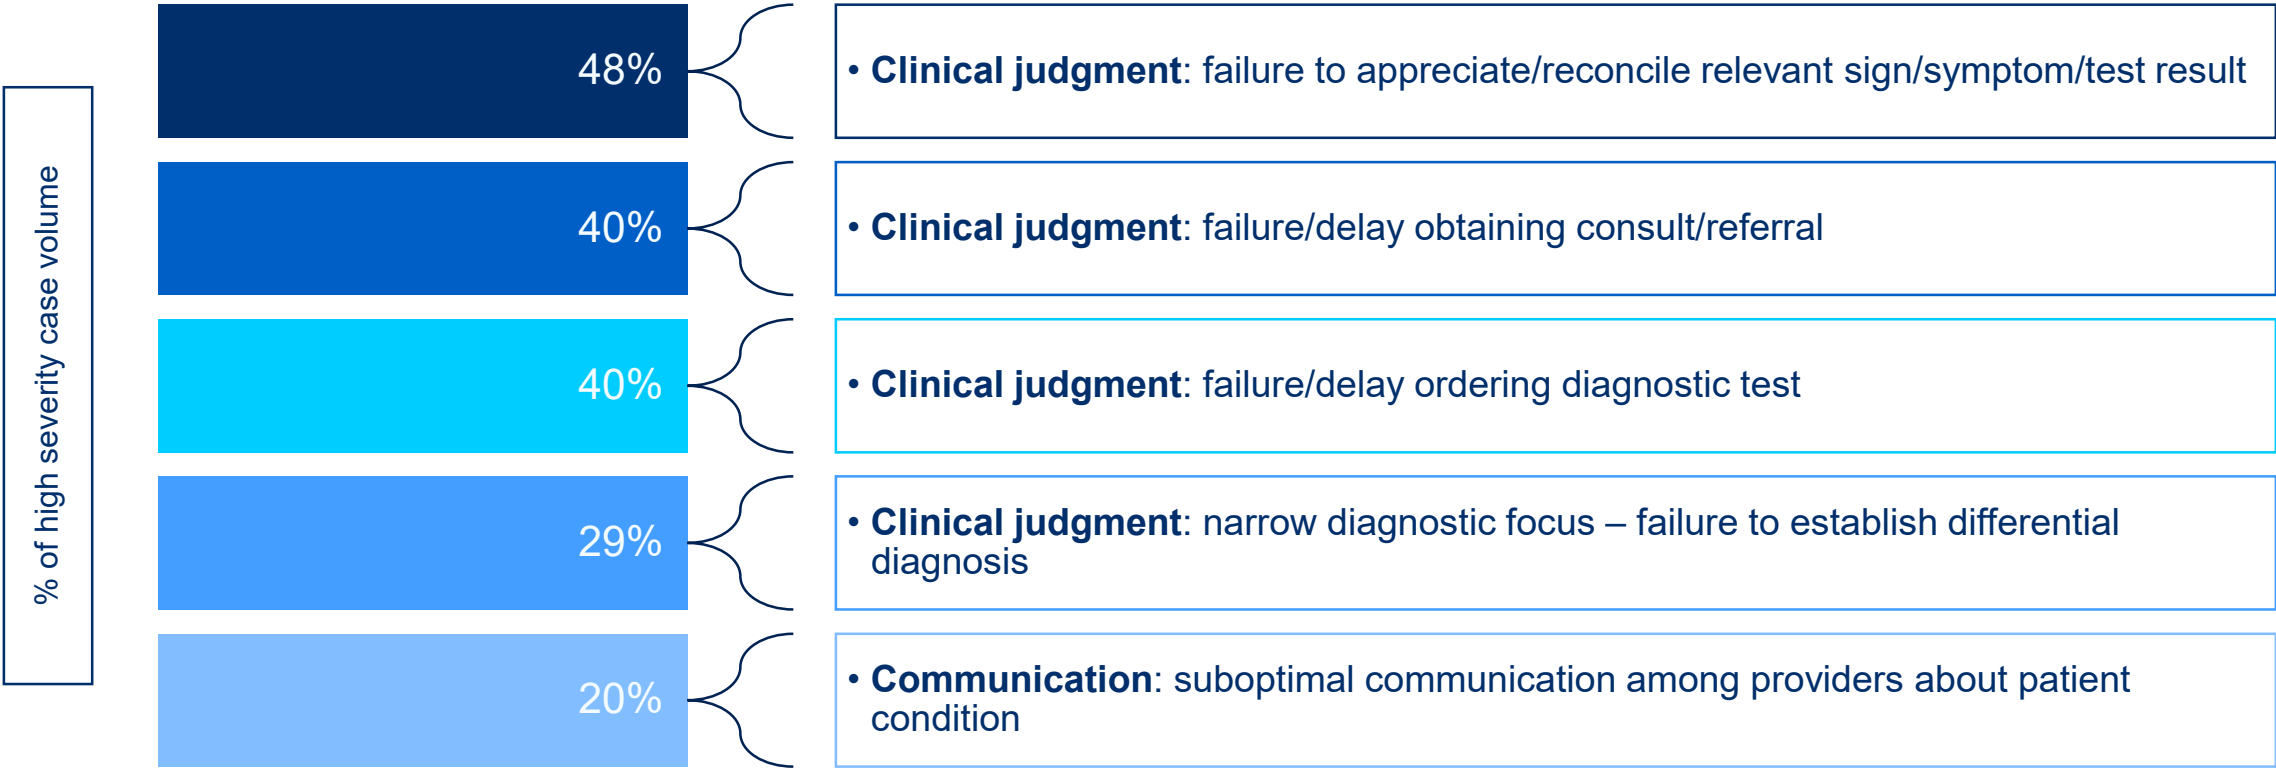 % of high severity case volume
48%
• Clinical judgment: failure to appreciate/reconcile relevant sign/symptom/test result
40%
• Clinical judgment: failure/delay obtaining consult/referral
40%
• Clinical judgment: failure/delay ordering diagnostic test
29%
• Clinical judgment: narrow diagnostic focus – failure to establish differential
diagnosis
20%
• Communication: suboptimal communication among providers about patient
condition